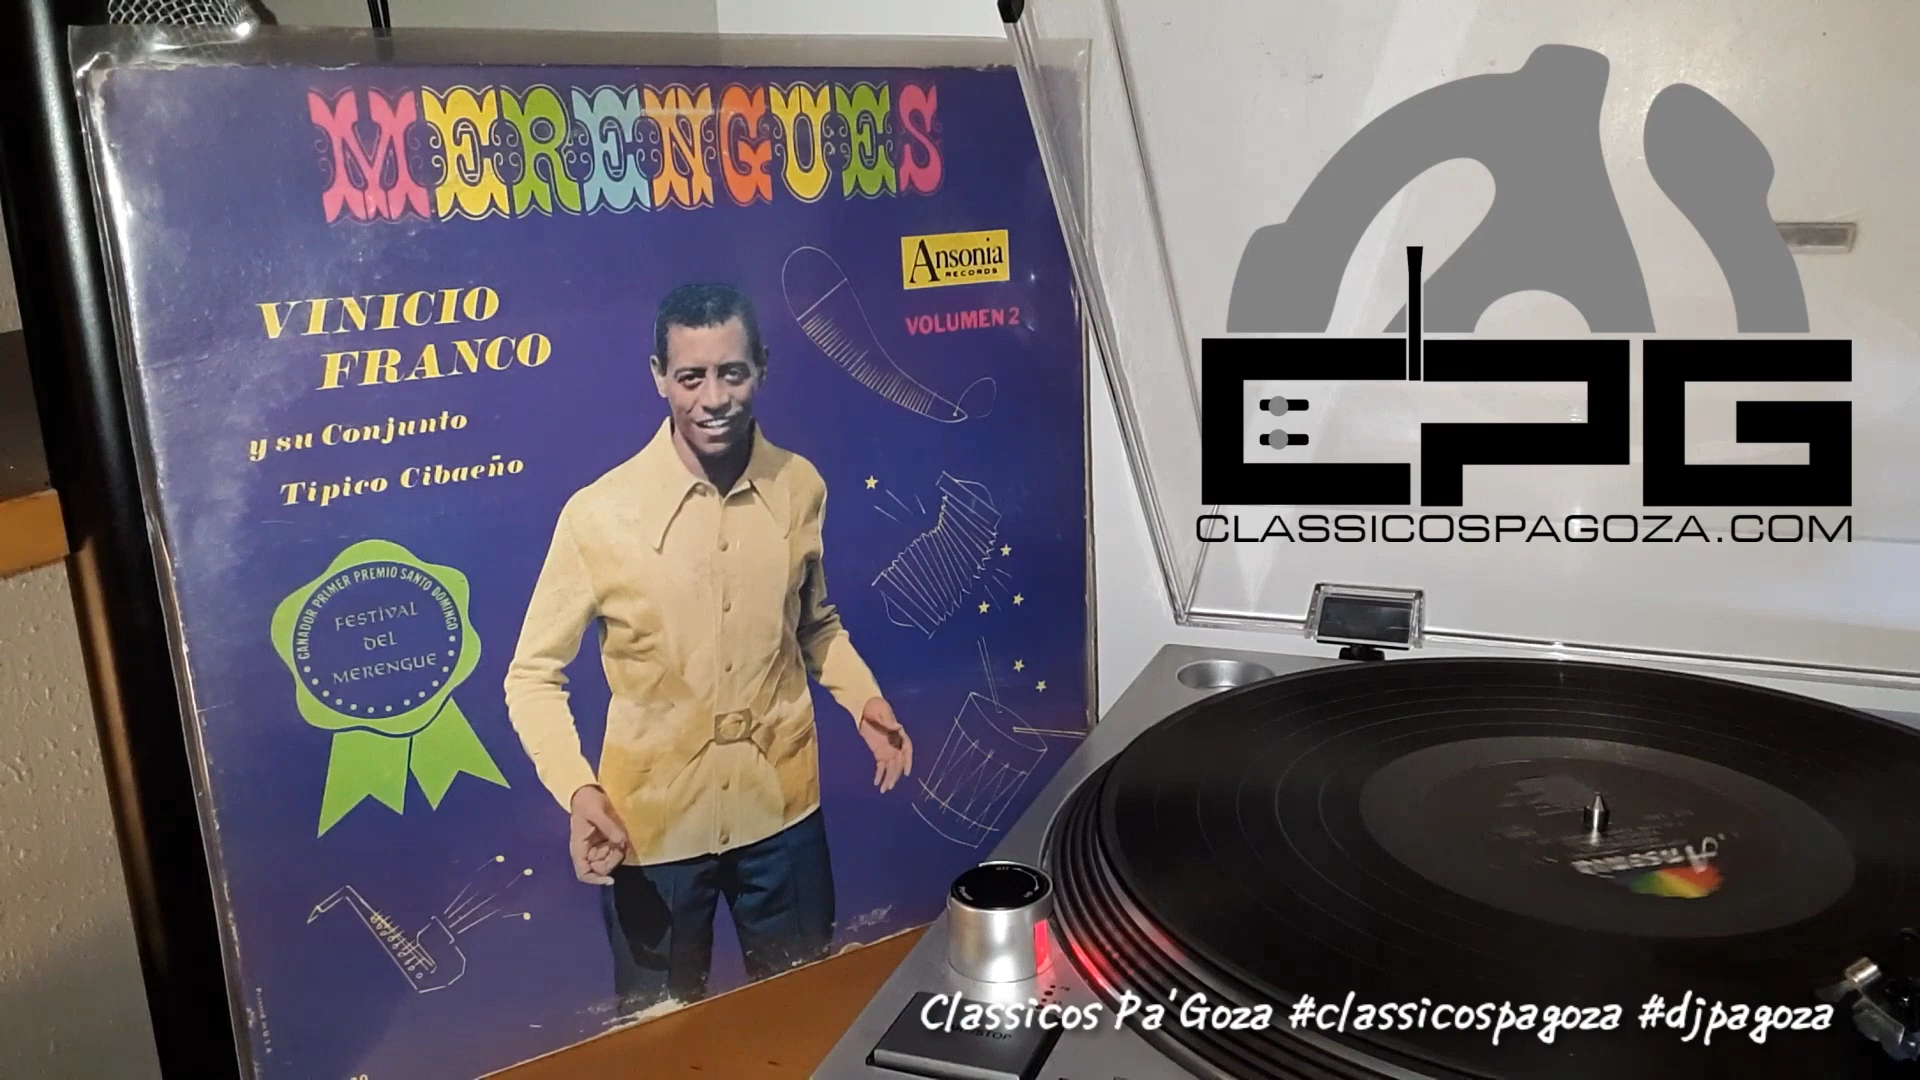 MERENGUES
Ansonia
RECORDS
VOLUMEN 2
VINICIO
FRANCO
y su Conjunto
Tipico Cibaeño
GANADOR PRIMER PREMIO SANTO DOMINGO
FESTIVAL
DEL
MERENGUE
CPG
CLASSICOSPAGOZA.COM
Ansonia
Classicos Pa'Goza #classicospagoza #djpagoza